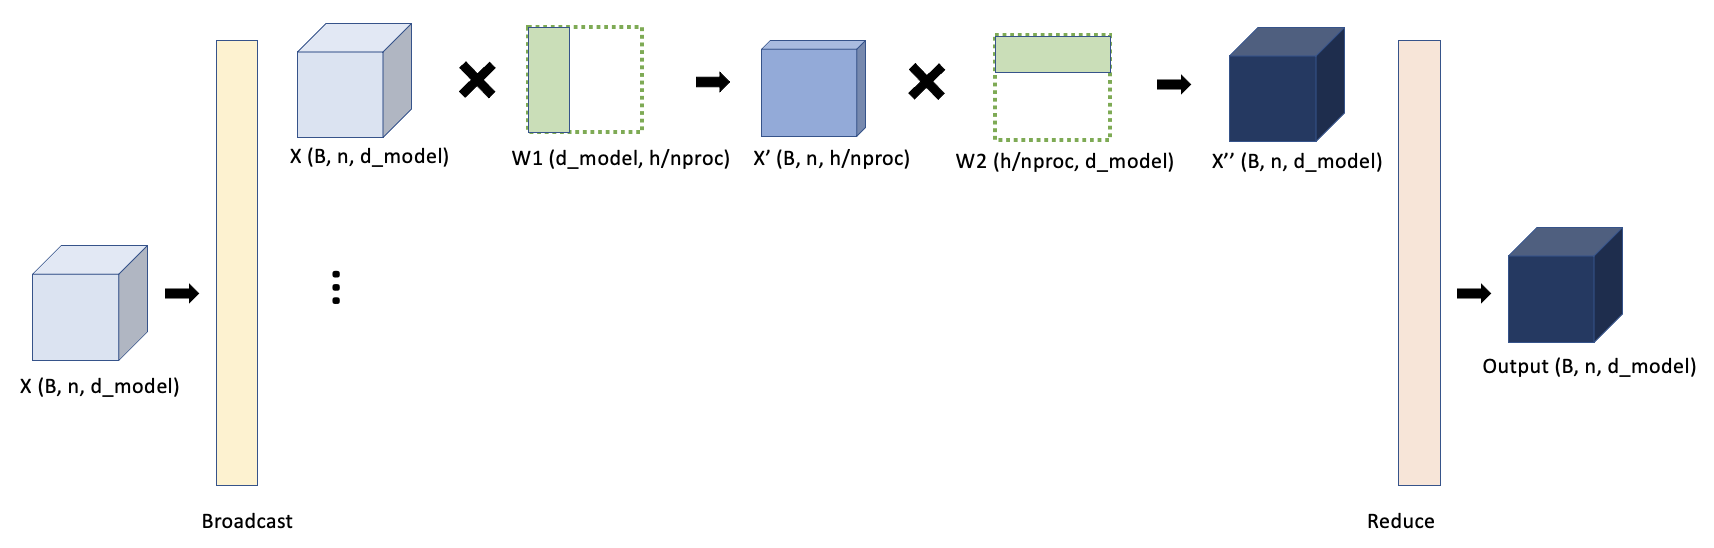 X (B, n, d_model)
W1 (d_model, h/nproc)
X’ (B, n, h/nproc)
W2 (h/nproc, d_model)
X’’ (B, n, d_model)
X (B, n, d_model)
Output (B, n, d_model)
Broadcast
Reduce